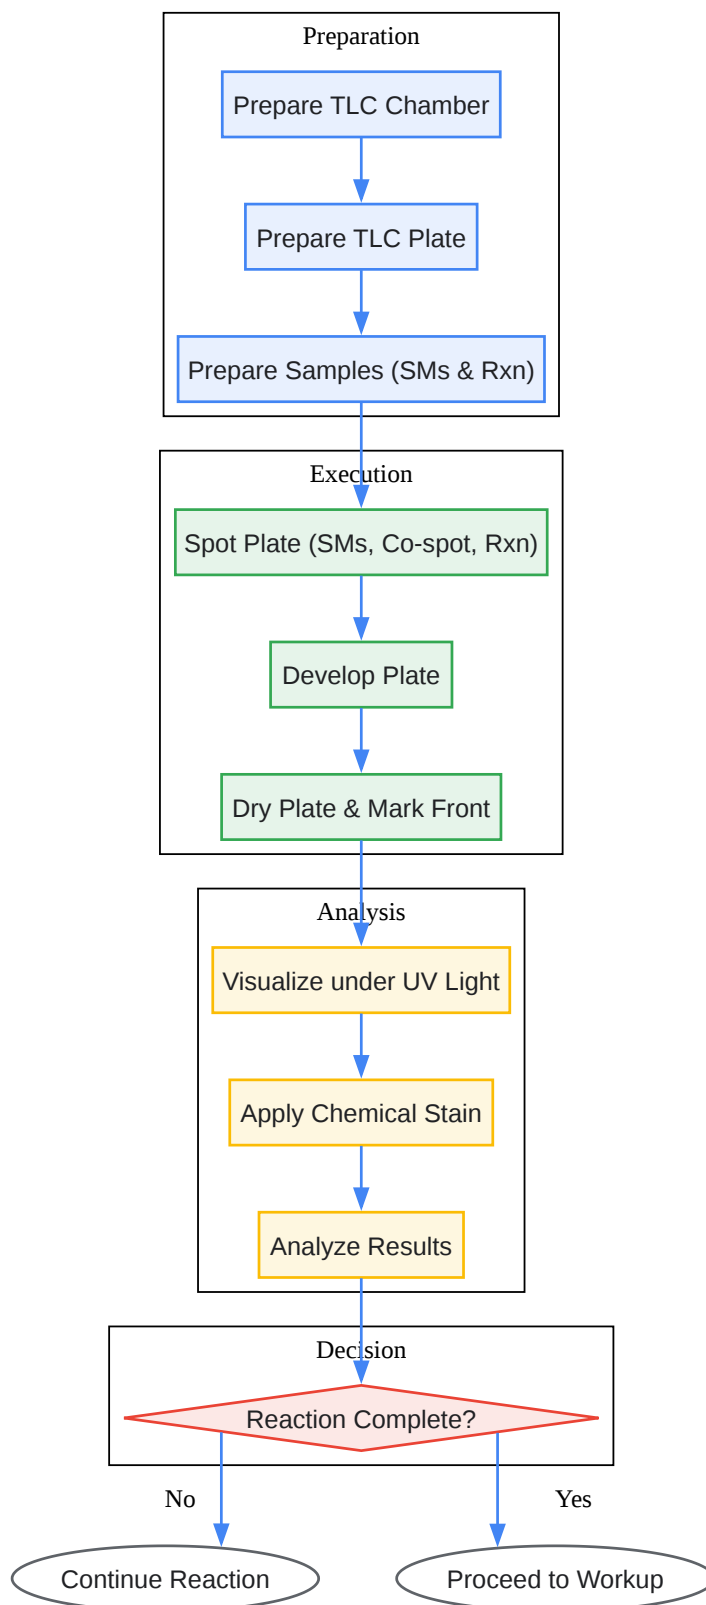 Preparation
Prepare TLC Chamber
Prepare TLC Plate
Prepare Samples (SMs & Rxn)
Execution
Spot Plate (SMs, Co-spot, Rxn)
Develop Plate
Dry Plate & Mark Front
Analysis
Visualize under UV Light
Apply Chemical Stain
Analyze Results
Decision
Reaction Complete?
No
Yes
Continue Reaction
Proceed to Workup